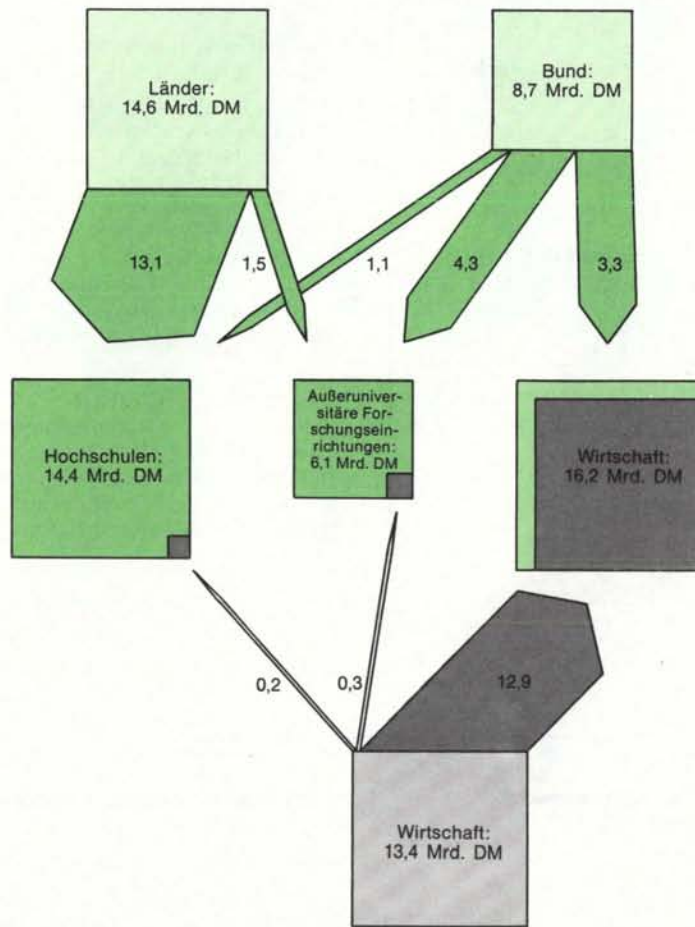 Länder:
14,6 Mrd. DM
Bund:
8,7 Mrd. DM
13,1
1,5
1,1
4,3
3,3
Hochschulen:
14,4 Mrd. DM
Außeruniver-
sitäre For-
schungsein-
richtungen:
6,1 Mrd. DM
Wirtschaft:
16,2 Mrd. DM
0,2
0,3
12,9
Wirtschaft:
13,4 Mrd. DM